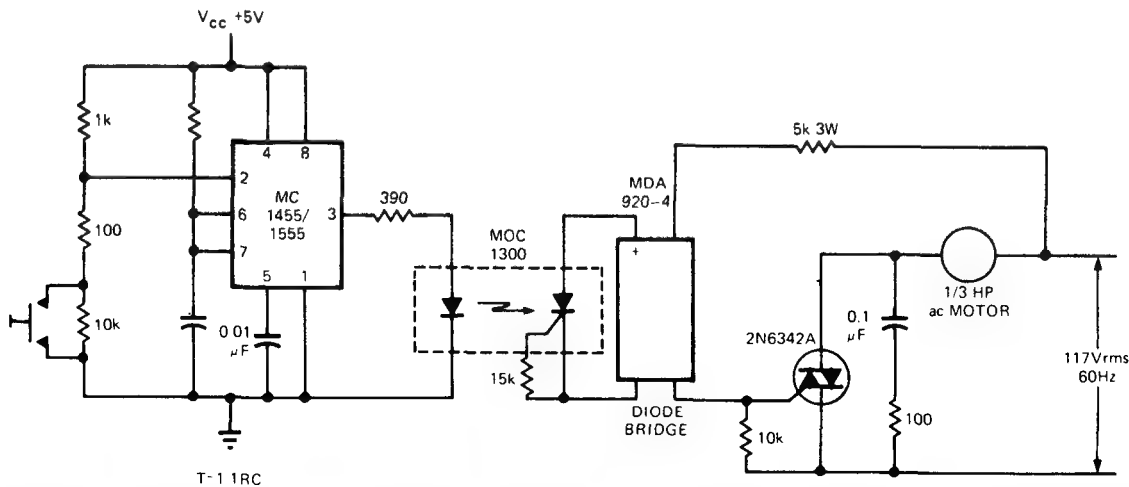 Vcc +5V
1k
4
8
5k 3W
2
MC
1455/
1555
3
390
MDA
920-4
6
100
7
MOC
1300
+
5
1
1/3 HP
ac MOTOR
10k
0 01
µF
0.1
µF
2N6342A
117Vrms
60Hz
15k
DIODE
BRIDGE
10k
100
T-1 1RC